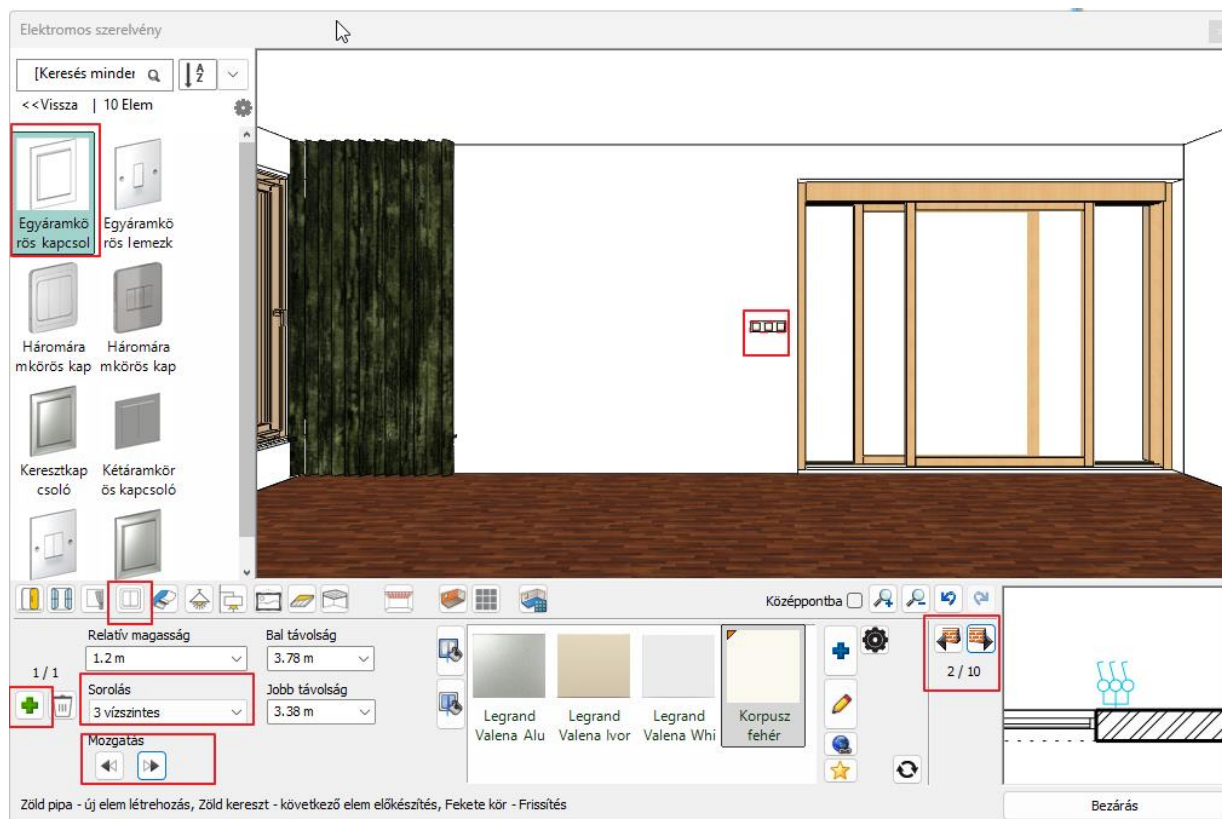 Elektromos szerelvény
[Keresés minder
A
Z
<<Vissza | 10 Elem
Egyáramkö
rös kapcsol
Egyáramkö
rös lemezk
Háromára
mkörös kap
Háromára
mkörös kap
Keresztkap
csoló
Kétáramkör
ös kapcsoló
Középpontba
Relatív magasság
1.2 m
Bal távolság
3.78 m
1 / 1
Sorolás
3 vízszintes
Jobb távolság
3.38 m
Mozgatás
Legrand
Valena Alu
Legrand
Valena Ivor
Legrand
Valena Whi
Korpusz
fehér
2 / 10
Zöld pipa - új elem létrehozás, Zöld kereszt - következő elem előkészítés, Fekete kör - Frissítés
Bezárás